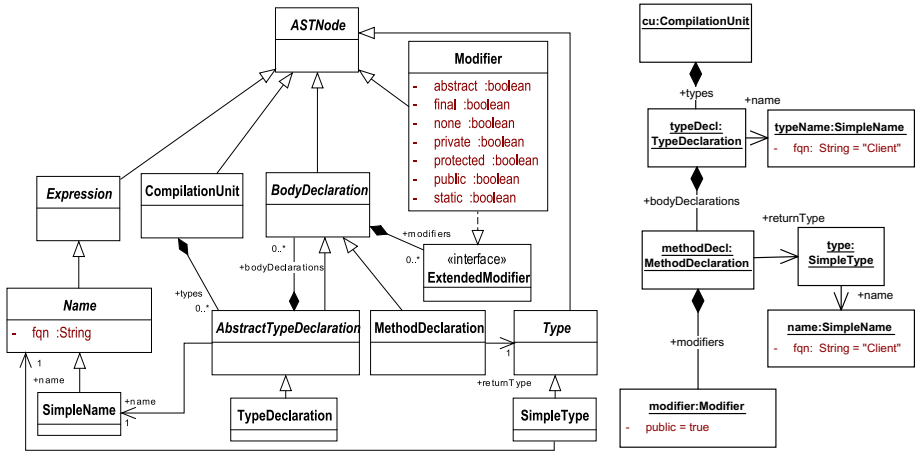 ASTNode
Modifier
- abstract :boolean
- final :boolean
- none :boolean
- private :boolean
- protected :boolean
- public :boolean
- static :boolean
Expression
CompilationUnit
BodyDeclaration
+modifiers
0..*
0..*
+bodyDeclarations
«interface»
ExtendedModifier
+types
0..*
Name
- fqn :String
AbstractTypeDeclaration
MethodDeclaration
Type
1
1
+name
+returnType
+name
1
SimpleName
TypeDeclaration
SimpleType
cu:CompilationUnit
+types
+name
typeDecl:
TypeDeclaration
typeName:SimpleName
- fqn: String = "Client"
+bodyDeclarations
+returnType
methodDecl:
MethodDeclaration
type:
SimpleType
+name
name:SimpleName
- fqn: String = "Client"
+modifiers
modifier:Modifier
- public = true